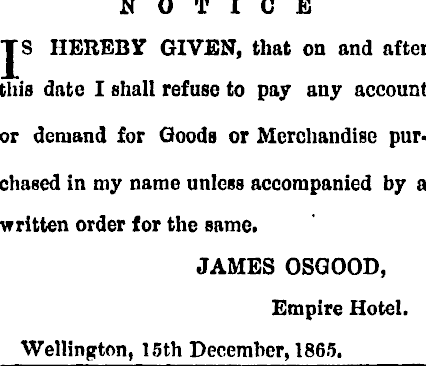 N O T I C E
IS HEREBY GIVEN, that on and after
this date I shall refuse to pay any account
or demand for Goods or Merchandise pur-
chased in my name unless accompanied by a
written order for the same.
JAMES OSGOOD,
Empire Hotel.
Wellington, 15th December, 1865.